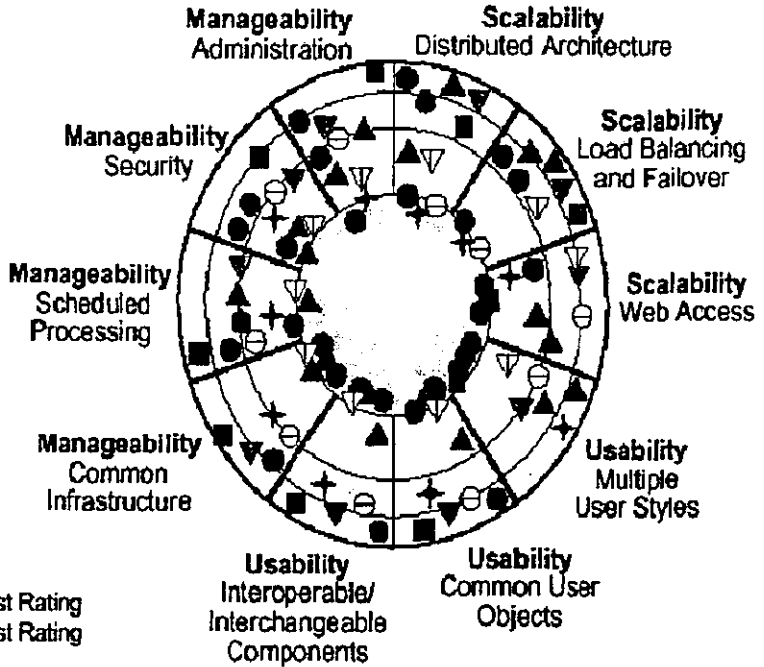 Manageability
Administration
Scalability
Distributed Architecture
Scalability
Load Balancing
and Failover
Scalability
Web Access
Usability
Multiple
User Styles
Usability
Common User
Objects
Usability
Interoperable/
Interchangeable
Components
Manageability
Common
Infrastructure
Manageability
Scheduled
Processing
Manageability
Security
st Rating
st Rating